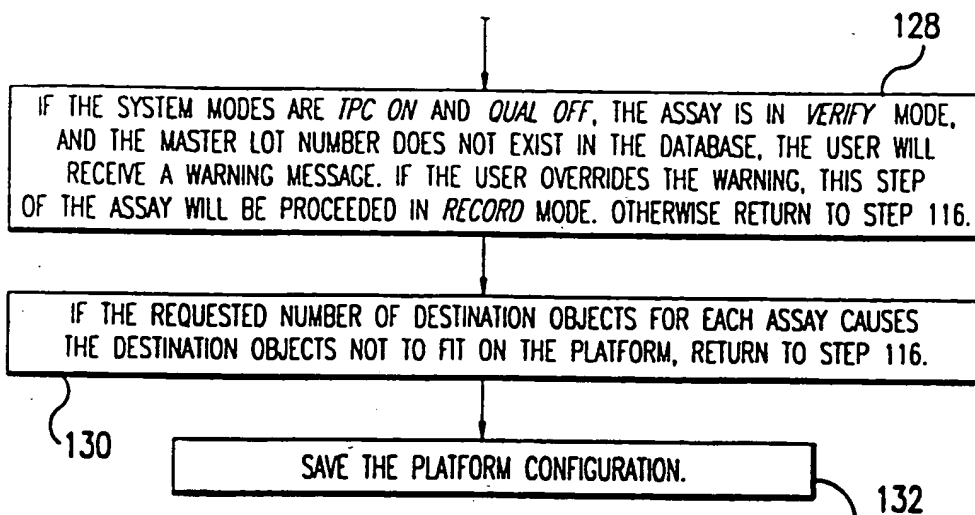 128
IF THE SYSTEM MODES ARE TPC ON AND QUAL OFF, THE ASSAY IS IN VERIFY MODE,
AND THE MASTER LOT NUMBER DOES NOT EXIST IN THE DATABASE, THE USER WILL
RECEIVE A WARNING MESSAGE. IF THE USER OVERRIDES THE WARNING, THIS STEP
OF THE ASSAY WILL BE PROCEEDED IN RECORD MODE. OTHERWISE RETURN TO STEP 116.
IF THE REQUESTED NUMBER OF DESTINATION OBJECTS FOR EACH ASSAY CAUSES
THE DESTINATION OBJECTS NOT TO FIT ON THE PLATFORM, RETURN TO STEP 116.
130
SAVE THE PLATFORM CONFIGURATION.
132